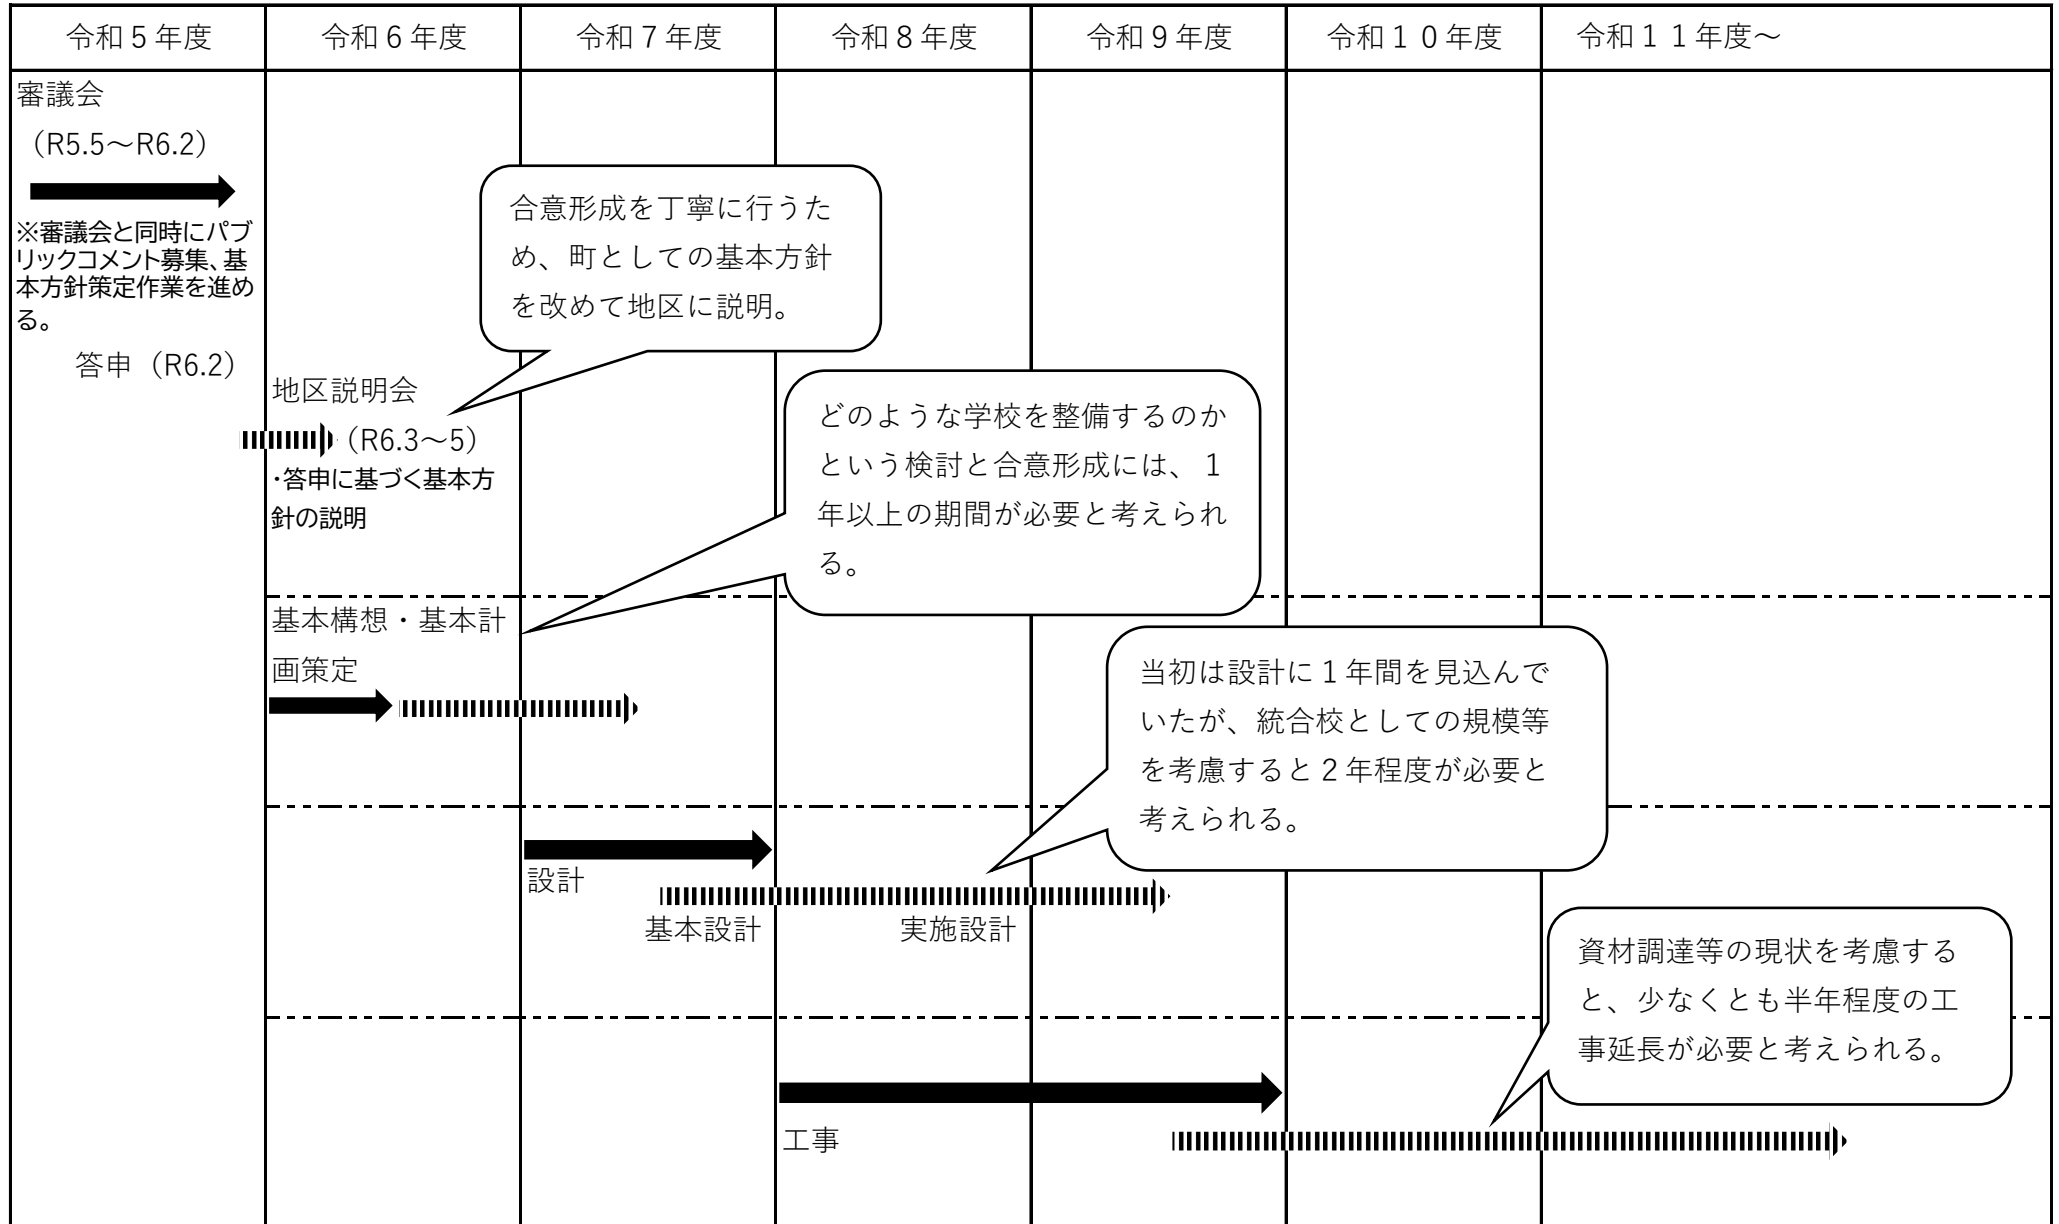 令和５年度
令和６年度
令和７年度
令和８年度
令和９年度
令和１０年度
令和１１年度～
審議会
（R5.5～R6.2）
※審議会と同時にパブ
リックコメント募集、基
本方針策定作業を進め
る。
答申（R6.2）
合意形成を丁寧に行うた
め、町としての基本方針
を改めて地区に説明。
地区説明会
（R6.3～5）
・答申に基づく基本方
針の説明
どのような学校を整備するのか
という検討と合意形成には、１
年以上の期間が必要と考えられ
る。
基本構想・基本計
画策定
当初は設計に１年間を見込んで
いたが、統合校としての規模等
を考慮すると２年程度が必要と
考えられる。
設計
基本設計
実施設計
資材調達等の現状を考慮する
と、少なくとも半年程度の工
事延長が必要と考えられる。
工事